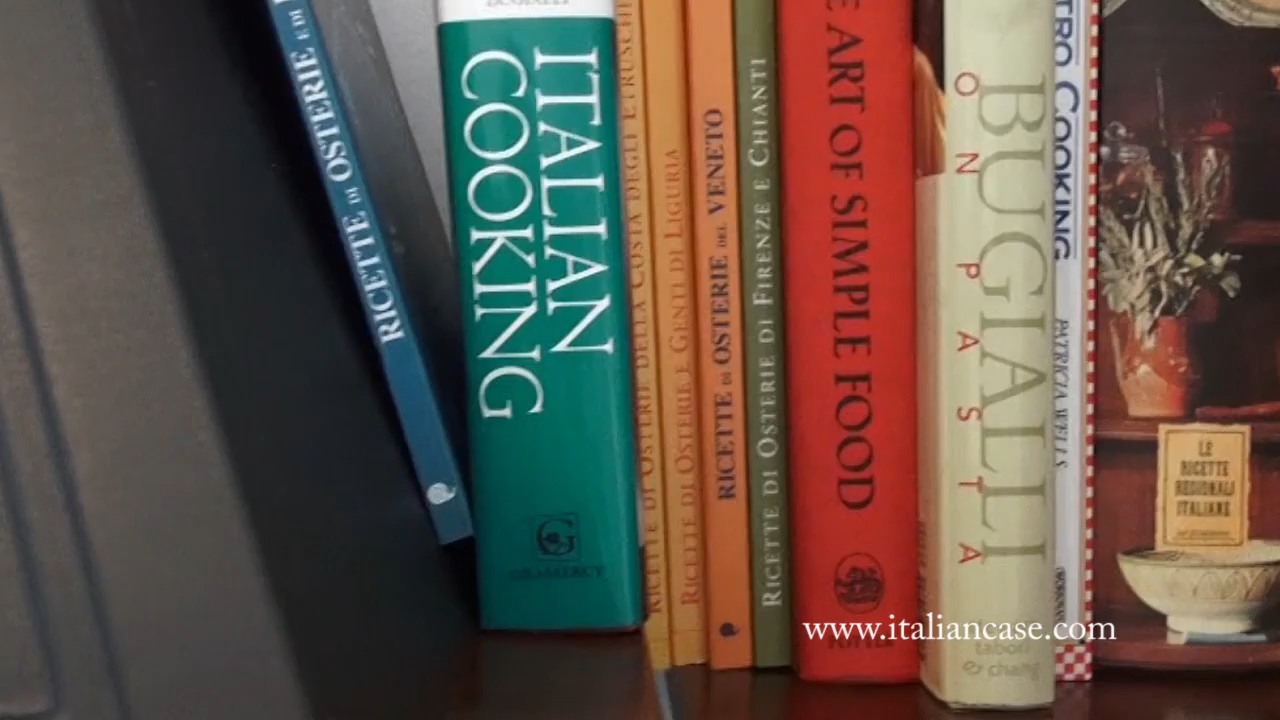 RICETTE DI OSTERIE E DI
ITALIAN
COOKING
GRAMERCY
RICETTE DI OSTERIE DELLA COSTA DEGLI ETRUSCHI
RICETTE DI OSTERIE E GENTI DI LIGURIA
RICETTE DI OSTERIE DEL VENETO
RICETTE DI OSTERIE DI FIRENZE E CHIANTI
E ART OF SIMPLE FOOD
BUGIALLI
ON PASTA
tabori
& chang
TRO COOKING
PATRICIA WELLS
LE
RICETTE
REGIONALI
ITALIANE
www.italiancase.com